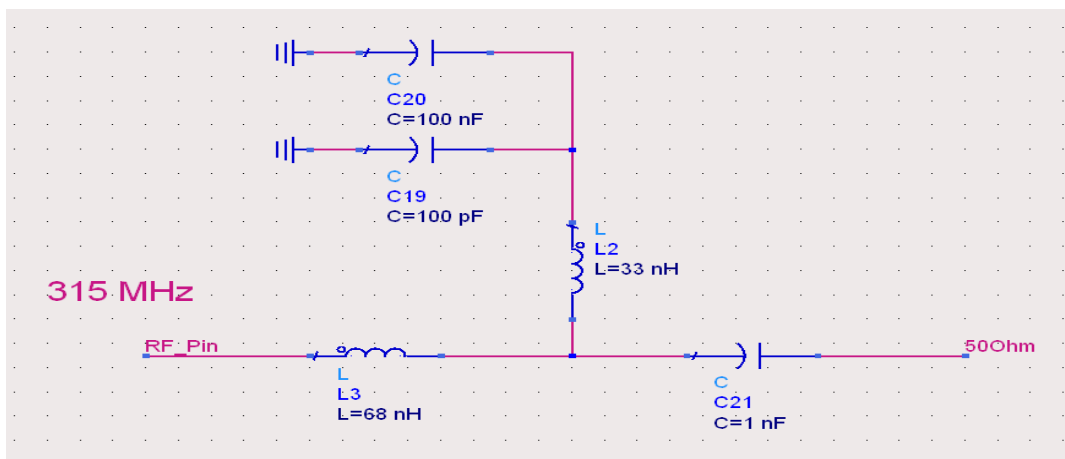 C
C20
C=100 nF
C
C19
C=100 pF
L
L2
L=33 nH
315 MHz
RF_Pin
50Ohm
L
L3
L=68 nH
C
C21
C=1 nF